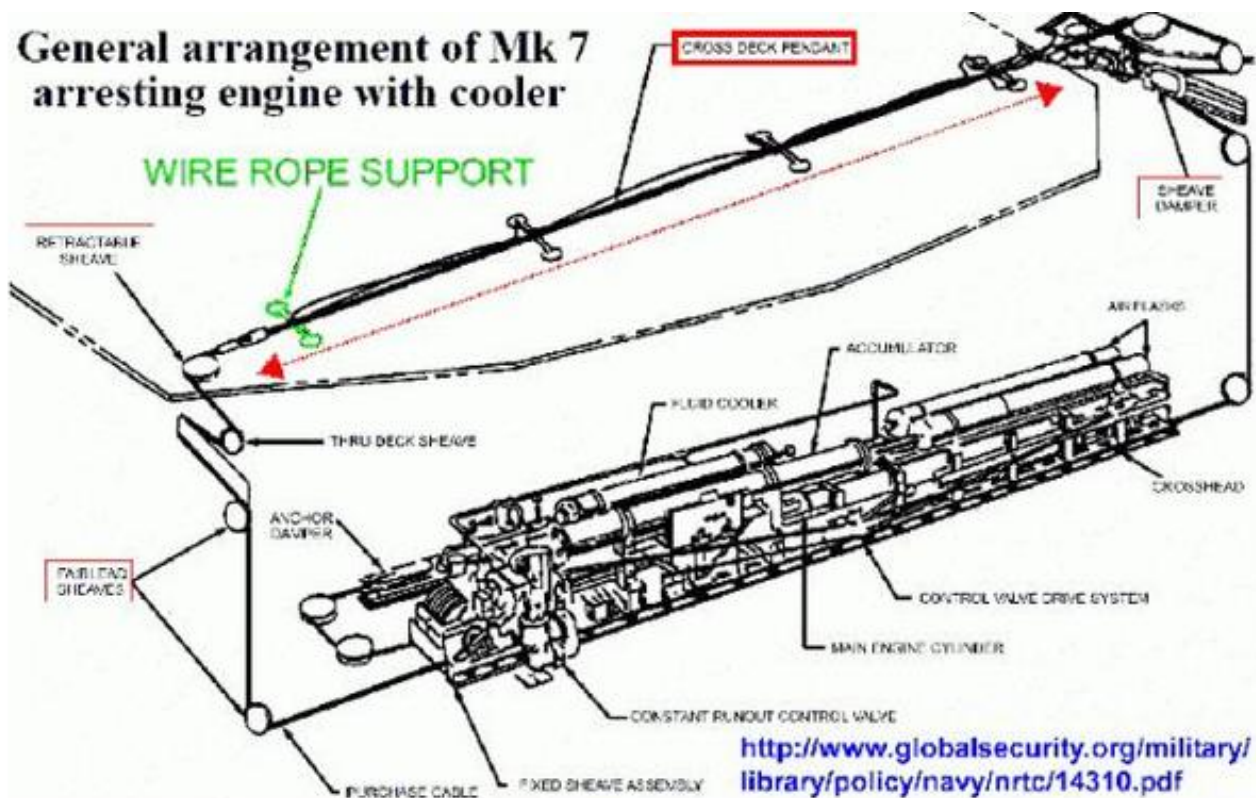 General arrangement of Mk 7
arresting engine with cooler
CROSS DECK PENDANT
WIRE ROPE SUPPORT
SHEAVE
DAMPER
RETRACTABLE
SHEAVE
AIR FLASKS
ACCUMULATOR
FLUID COOLER
THRU DECK SHEAVE
CROSSHEAD
ANCHOR
DAMPER
FAIRLEAD
SHEAVES
CONTROL VALVE DRIVE SYSTEM
MAIN ENGINE CYLINDER
CONSTANT RUNOUT CONTROL VALVE
http://www.globalsecurity.org/military/
library/policy/navy/nrtc/14310.pdf
FIXED SHEAVE ASSEMBLY
PURCHASE CABLE